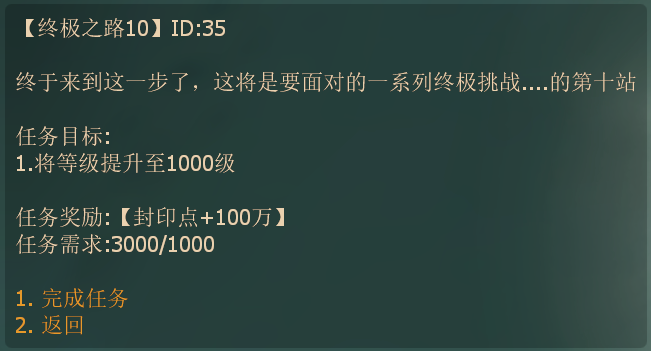 【终极之路10】ID:35
终于来到这一步了，这将是要面对的一系列终极挑战....的第十站
任务目标:
1.将等级提升至1000级
任务奖励:【封印点+100万】
任务需求:3000/1000
1. 完成任务
2. 返回